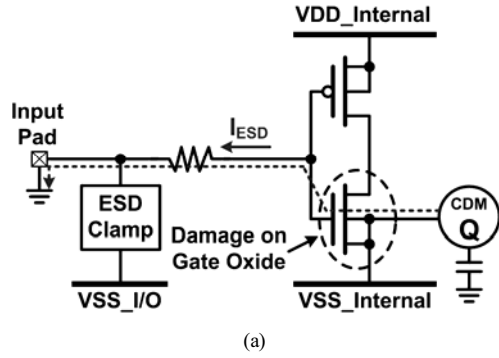 VDD_Internal
Input
Pad
I_ESD
ESD
Clamp
CDM
Q
Damage on
Gate Oxide
VSS_I/O
VSS_Internal
(a)